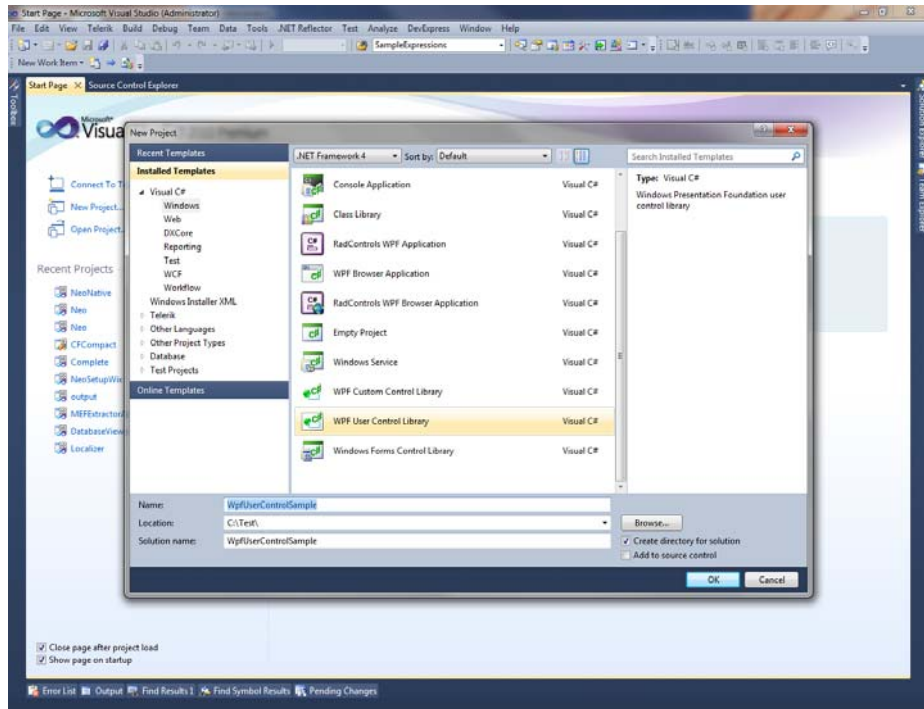 Start Page - Microsoft Visual Studio (Administrator)
File Edit View Telerik Build Debug Team Data Tools .NET Reflector Test Analyze DevExpress Window Help
SampleExpressions
New Work Item
Start Page Source Control Explorer
Toolbox
Solution Explorer
Team Explorer
Microsoft®
Visua
New Project
Recent Templates
.NET Framework 4 Sort by: Default
Search Installed Templates
Installed Templates
Visual C#
Windows
Web
DXCore
Reporting
Test
WCF
Workflow
Windows Installer XML
Telerik
Other Languages
Other Project Types
Database
Test Projects
Online Templates
Console Application Visual C#
Class Library Visual C#
RadControls WPF Application Visual C#
WPF Browser Application Visual C#
RadControls WPF Browser Application Visual C#
Empty Project Visual C#
Windows Service Visual C#
WPF Custom Control Library Visual C#
WPF User Control Library Visual C#
Windows Forms Control Library Visual C#
Type: Visual C#
Windows Presentation Foundation user
control library
Connect To T
New Project...
Open Project.
Recent Projects
NeoNative
Neo
Neo
CFCompact
Complete
NeoSetupWix
output
MEFExtractor
DatabaseView
Localizer
Name: WpfUserControlSample
Location: C:\Test\
Browse...
Solution name: WpfUserControlSample
Create directory for solution
Add to source control
OK Cancel
Close page after project load
Show page on startup
Error List Output Find Results 1 Find Symbol Results Pending Changes